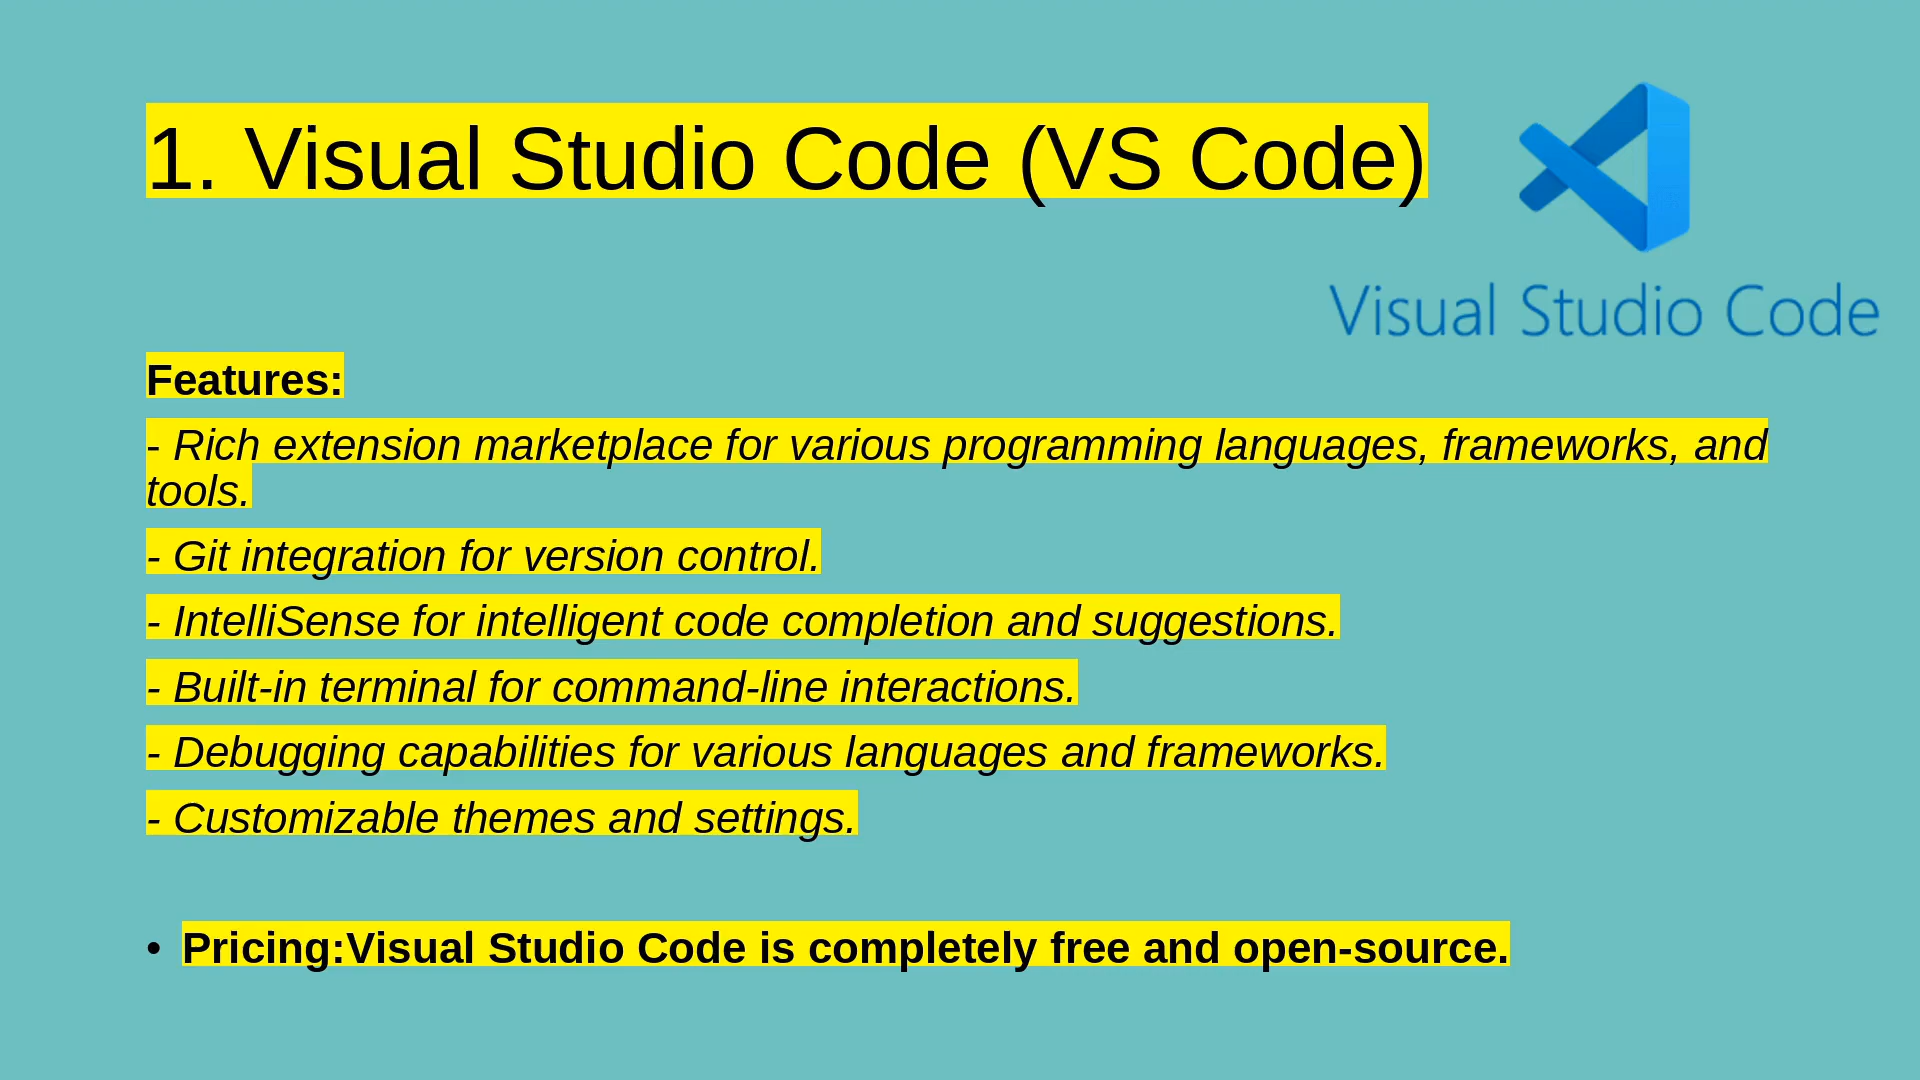 1. Visual Studio Code (VS Code)
Visual Studio Code
Features:
- Rich extension marketplace for various programming languages, frameworks, and
tools.
- Git integration for version control.
- IntelliSense for intelligent code completion and suggestions.
- Built-in terminal for command-line interactions.
- Debugging capabilities for various languages and frameworks.
- Customizable themes and settings.
• Pricing:Visual Studio Code is completely free and open-source.